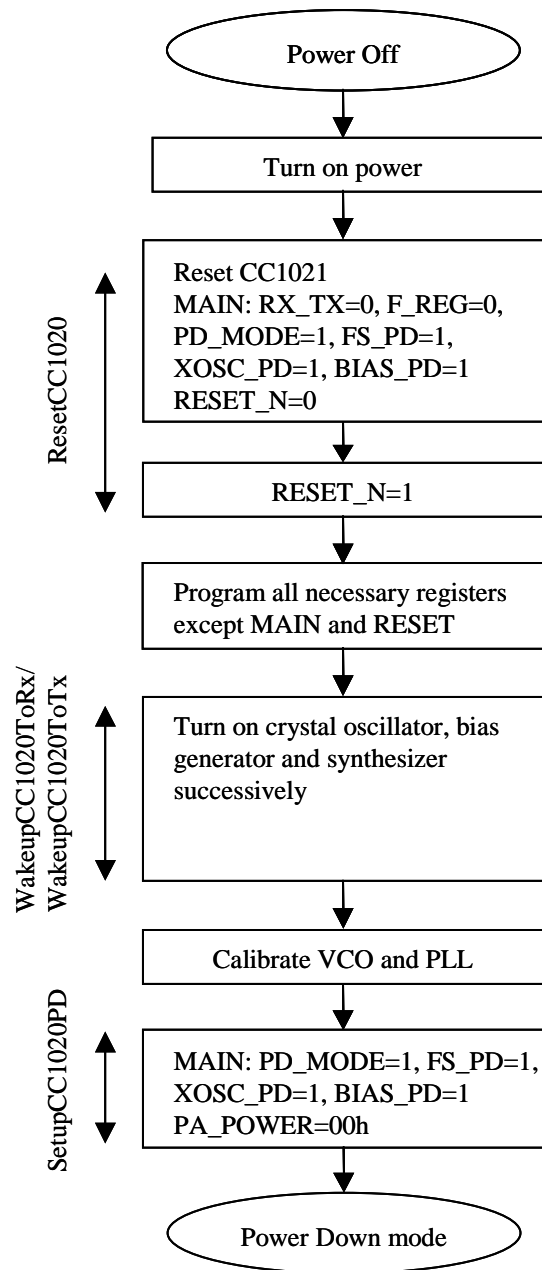 Power Off
Turn on power
Reset CC1021
MAIN: RX_TX=0, F_REG=0,
PD_MODE=1, FS_PD=1,
XOSC_PD=1, BIAS_PD=1
RESET_N=0
ResetCC1020
RESET_N=1
Program all necessary registers
except MAIN and RESET
WakeupCC1020ToRx/
WakeupCC1020ToTx
Turn on crystal oscillator, bias
generator and synthesizer
successively
Calibrate VCO and PLL
SetupCC1020PD
MAIN: PD_MODE=1, FS_PD=1,
XOSC_PD=1, BIAS_PD=1
PA_POWER=00h
Power Down mode